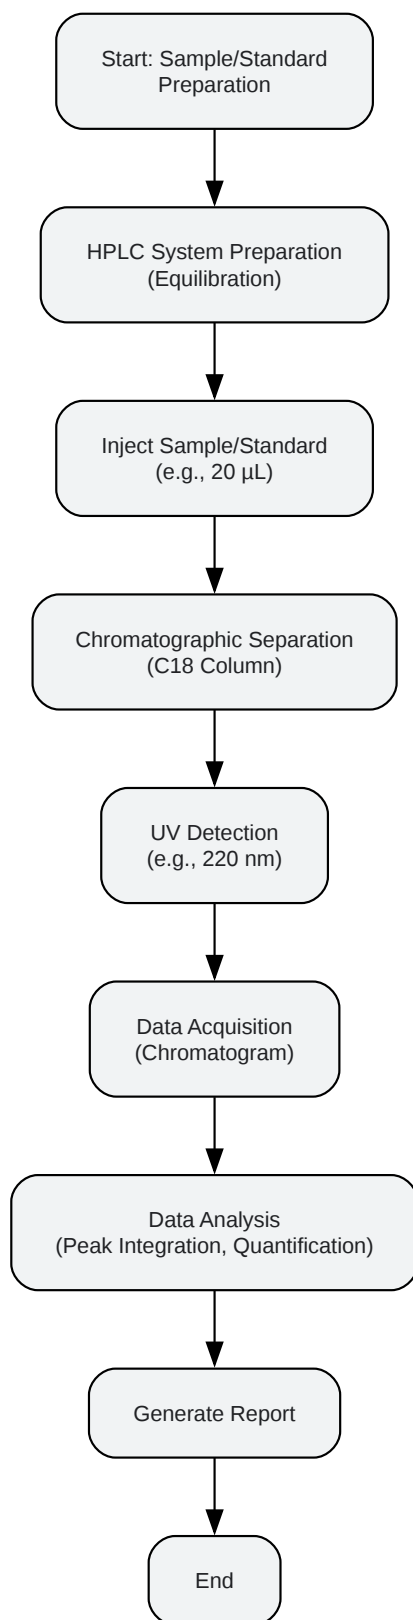 Start: Sample/Standard
Preparation
HPLC System Preparation
(Equilibration)
Inject Sample/Standard
(e.g., 20 µL)
Chromatographic Separation
(C18 Column)
UV Detection
(e.g., 220 nm)
Data Acquisition
(Chromatogram)
Data Analysis
(Peak Integration, Quantification)
Generate Report
End